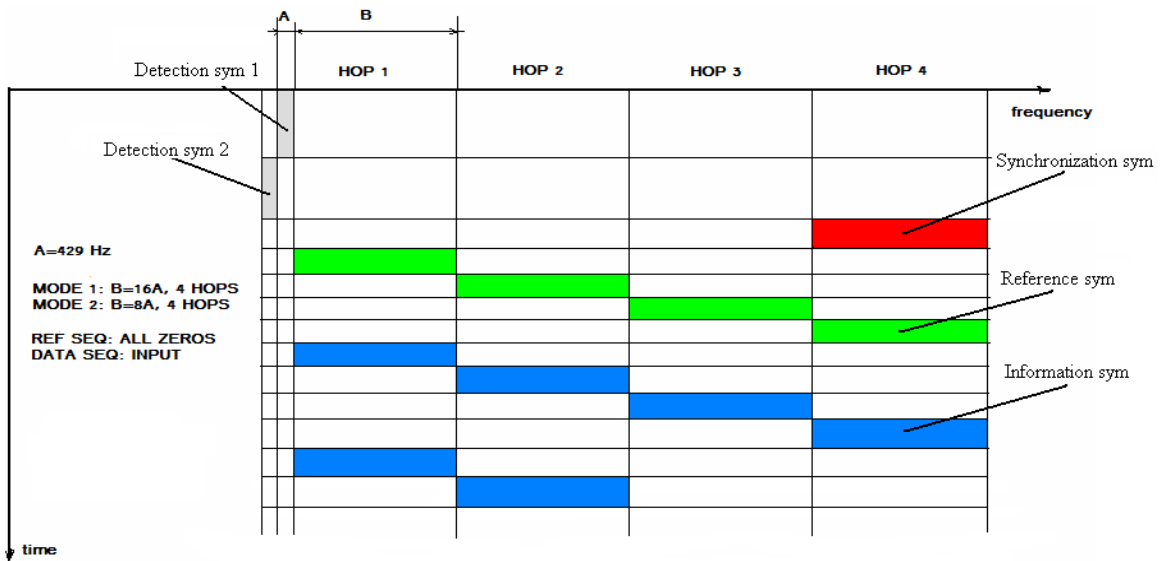 A
B
Detection sym 1
HOP 1
HOP 2
HOP 3
HOP 4
frequency
Detection sym 2
Synchronization sym
A=429 Hz
MODE 1: B=16A, 4 HOPS
MODE 2: B=8A, 4 HOPS
Reference sym
REF SEQ: ALL ZEROS
DATA SEQ: INPUT
Information sym
time